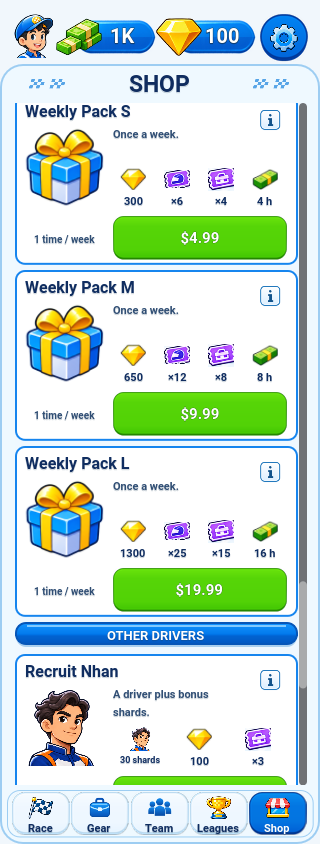 1K
100
SHOP
Weekly Pack S
Once a week.
300
×6
×4
4 h
1 time / week
$4.99
Weekly Pack M
Once a week.
650
×12
×8
8 h
1 time / week
$9.99
Weekly Pack L
Once a week.
1300
×25
×15
16 h
1 time / week
$19.99
OTHER DRIVERS
Recruit Nhan
A driver plus bonus
shards.
30 shards
100
×3
Race
Gear
Team
Leagues
Shop